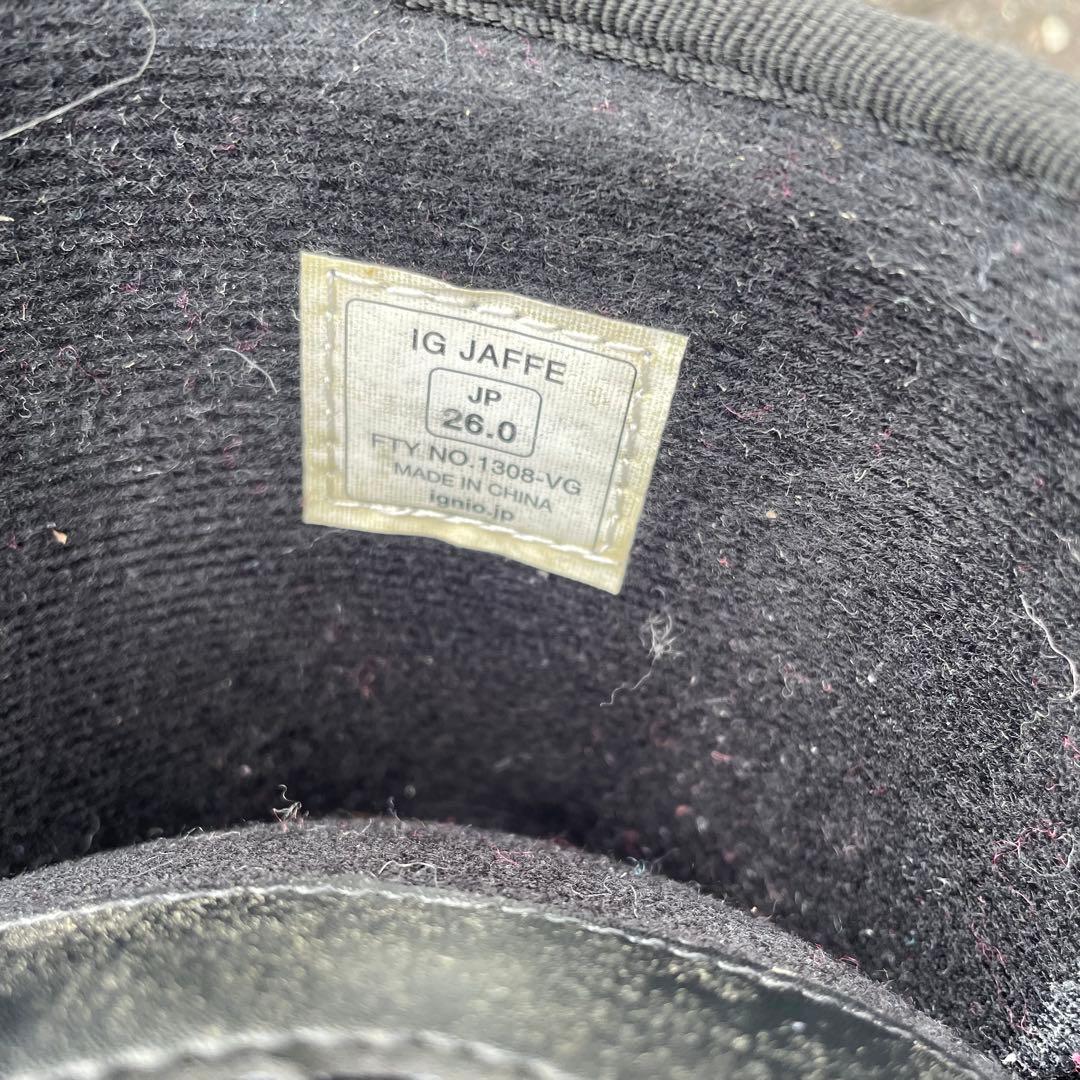 IG JAFFE
JP
26.0
FTY NO.1308-VG
MADE IN CHINA
ignio.jp